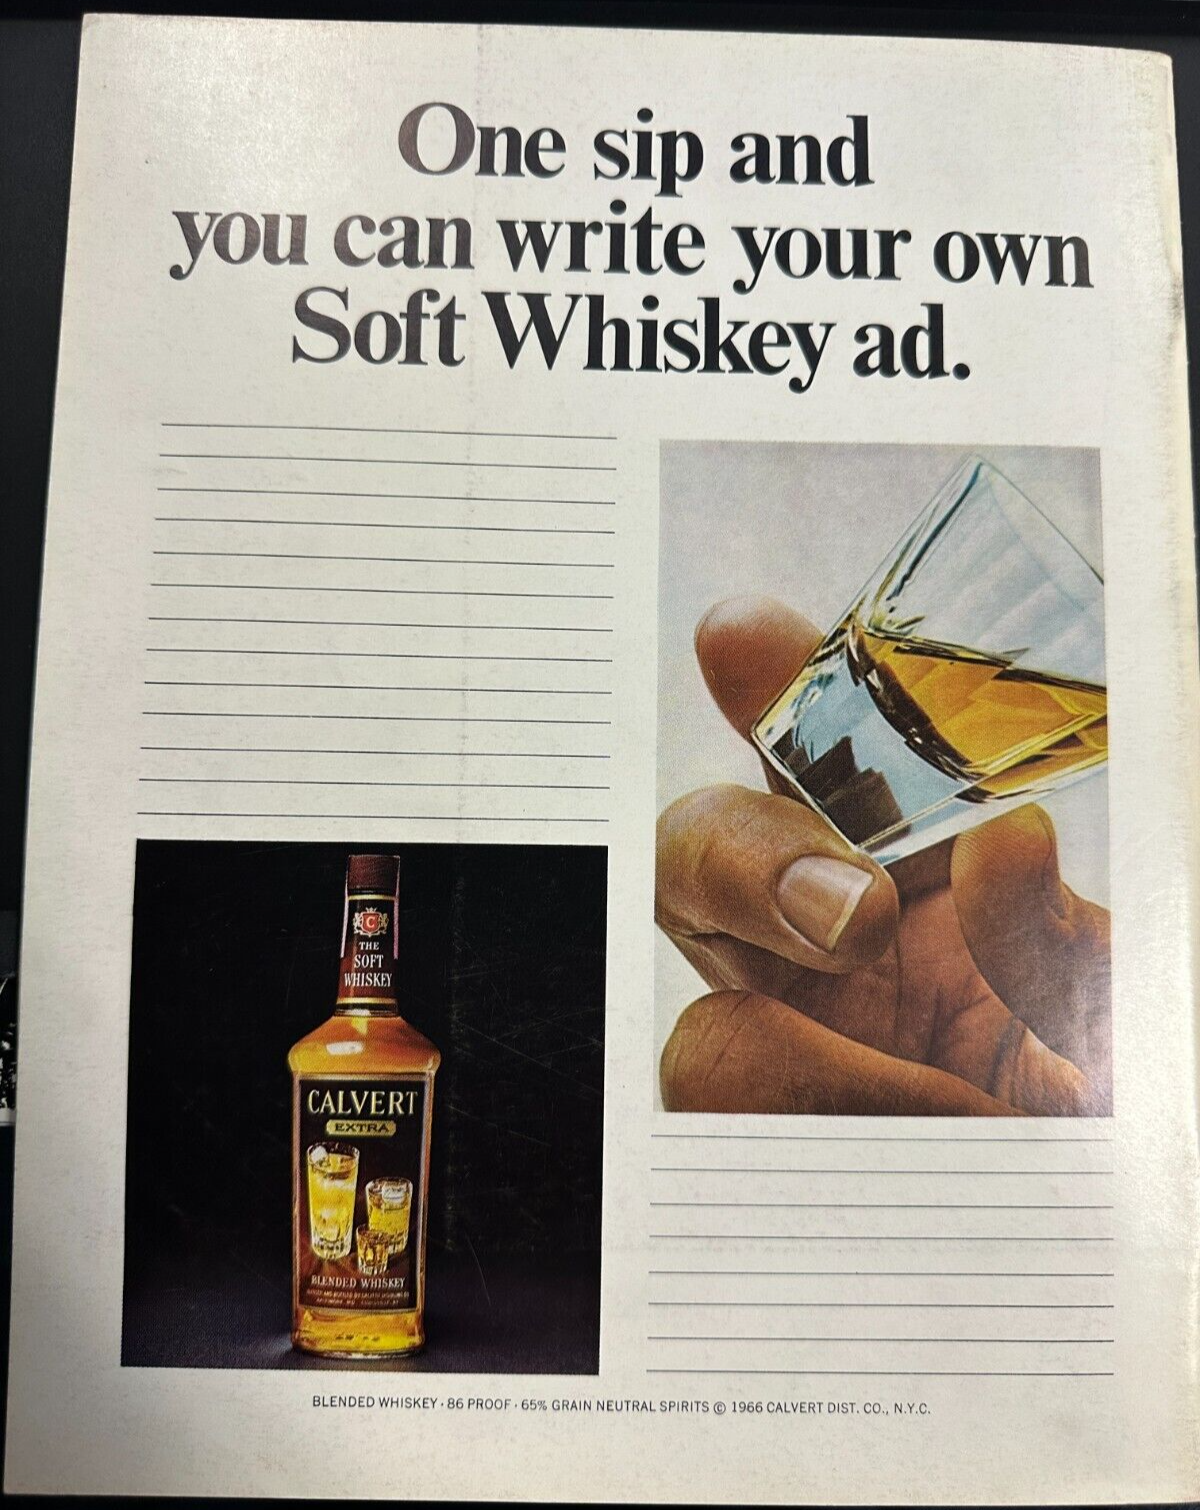 One sip and
you can write your own
Soft Whiskey ad.
C
THE
SOFT
WHISKEY
CALVERT
EXTRA
BLENDED WHISKEY
BLENDED WHISKEY · 86 PROOF · 65% GRAIN NEUTRAL SPIRITS © 1966 CALVERT DIST. CO., N.Y.C.